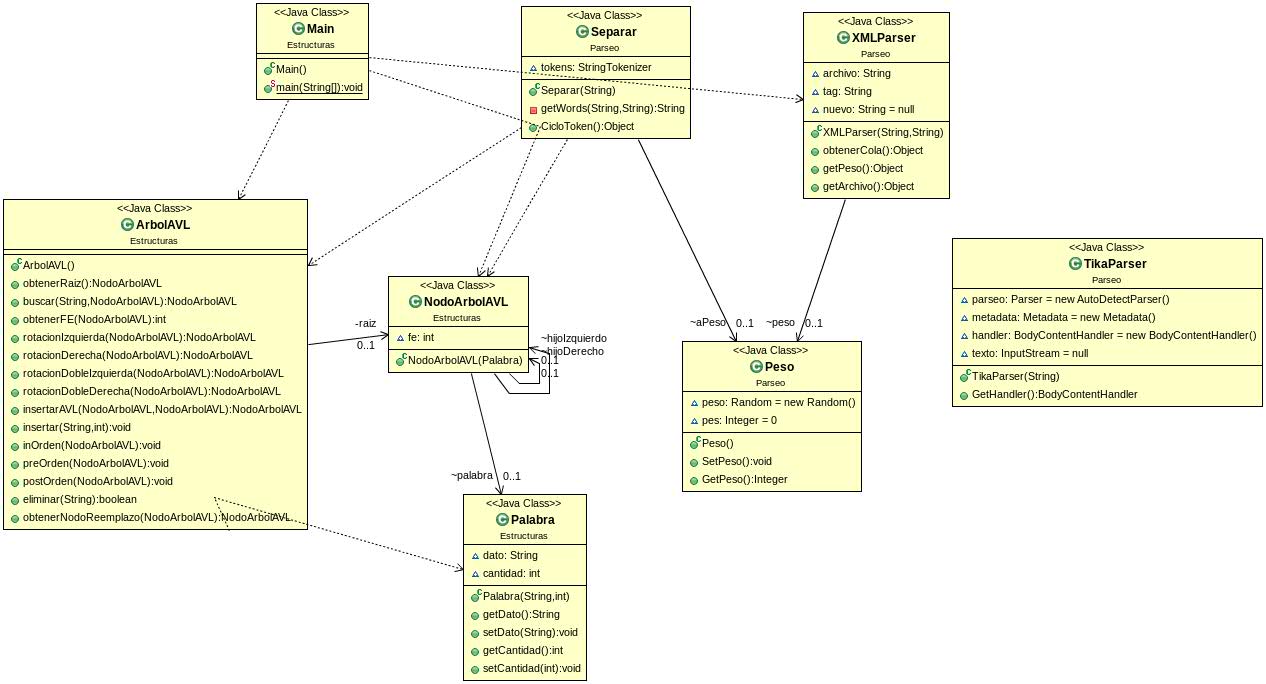 <<Java Class>>
Main
Estructuras
Main()
main(String[]):void
<<Java Class>>
Separar
Parseo
tokens: StringTokenizer
Separar(String)
getWords(String,String):String
CicloToken():Object
<<Java Class>>
XMLParser
Parseo
archivo: String
tag: String
nuevo: String = null
XMLParser(String,String)
obtenerCola():Object
getPeso():Object
getArchivo():Object
<<Java Class>>
ArbolAVL
Estructuras
ArbolAVL()
obtenerRaiz():NodoArbolAVL
buscar(String,NodoArbolAVL):NodoArbolAVL
obtenerFE(NodoArbolAVL):int
rotacionIzquierda(NodoArbolAVL):NodoArbolAVL
rotacionDerecha(NodoArbolAVL):NodoArbolAVL
rotacionDobleIzquierda(NodoArbolAVL):NodoArbolAVL
rotacionDobleDerecha(NodoArbolAVL):NodoArbolAVL
insertarAVL(NodoArbolAVL,NodoArbolAVL):NodoArbolAVL
insertar(String,int):void
inOrden(NodoArbolAVL):void
preOrden(NodoArbolAVL):void
postOrden(NodoArbolAVL):void
eliminar(String):boolean
obtenerNodoReemplazo(NodoArbolAVL):NodoArbolAVL
-raiz
0..1
<<Java Class>>
NodoArbolAVL
Estructuras
fe: int
NodoArbolAVL(Palabra)
~hijoIzquierdo
~hijoDerecho
0..1
0..1
~palabra 0..1
<<Java Class>>
Palabra
Estructuras
dato: String
cantidad: int
Palabra(String,int)
getDato():String
setDato(String):void
getCantidad():int
setCantidad(int):void
~aPeso 0..1
~peso 0..1
<<Java Class>>
Peso
Parseo
peso: Random = new Random()
pes: Integer = 0
Peso()
SetPeso():void
GetPeso():Integer
<<Java Class>>
TikaParser
Parseo
parseo: Parser = new AutoDetectParser()
metadata: Metadata = new Metadata()
handler: BodyContentHandler = new BodyContentHandler()
texto: InputStream = null
TikaParser(String)
GetHandler():BodyContentHandler